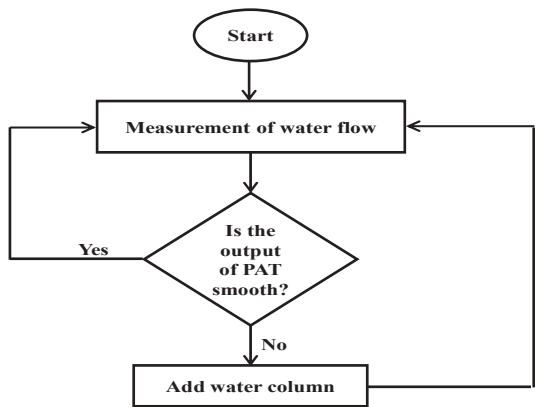 Start
Measurement of water flow
Is the
output
of PAT
smooth?
Yes
No
Add water column